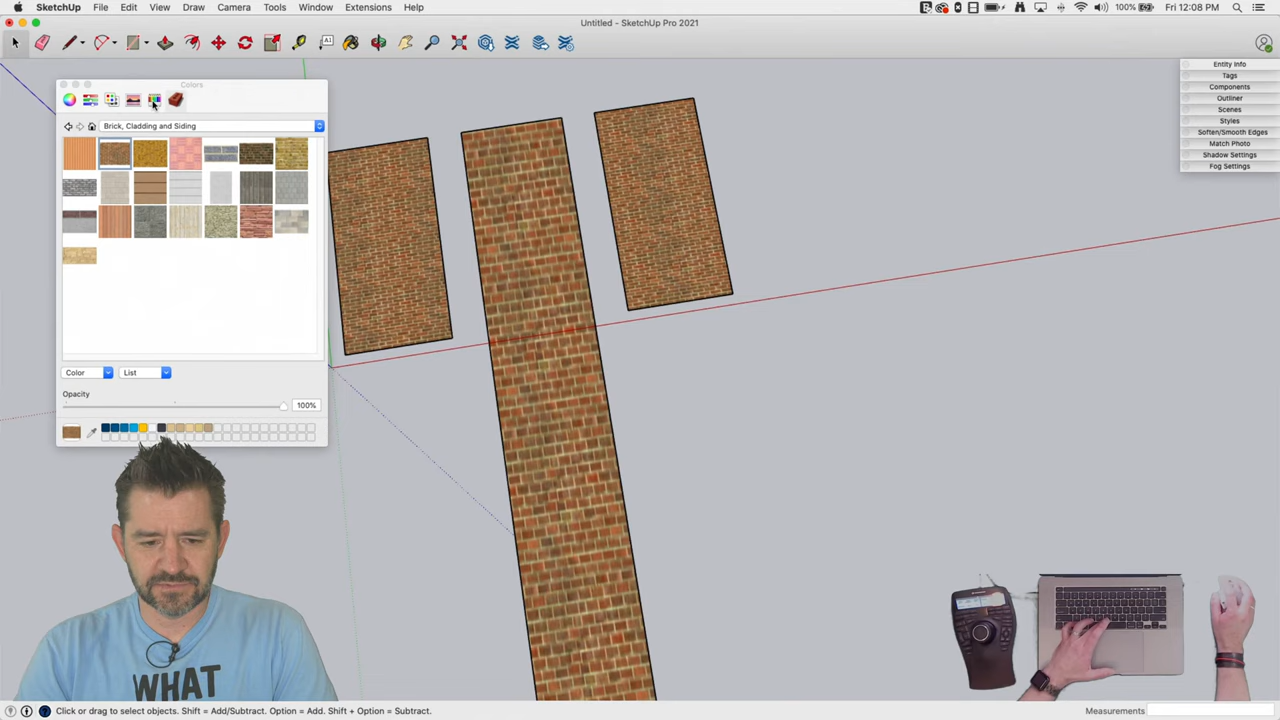 SketchUp File Edit View Draw Camera Tools Window Extensions Help
100% Fri 12:08 PM
Untitled - SketchUp Pro 2021
Colors
Brick, Cladding and Siding
Color List
Opacity
100%
Entity Info
Tags
Components
Outliner
Scenes
Styles
Soften/Smooth Edges
Match Photo
Shadow Settings
Fog Settings
WHAT
Click or drag to select objects. Shift = Add/Subtract. Option = Add. Shift + Option = Subtract.
Measurements